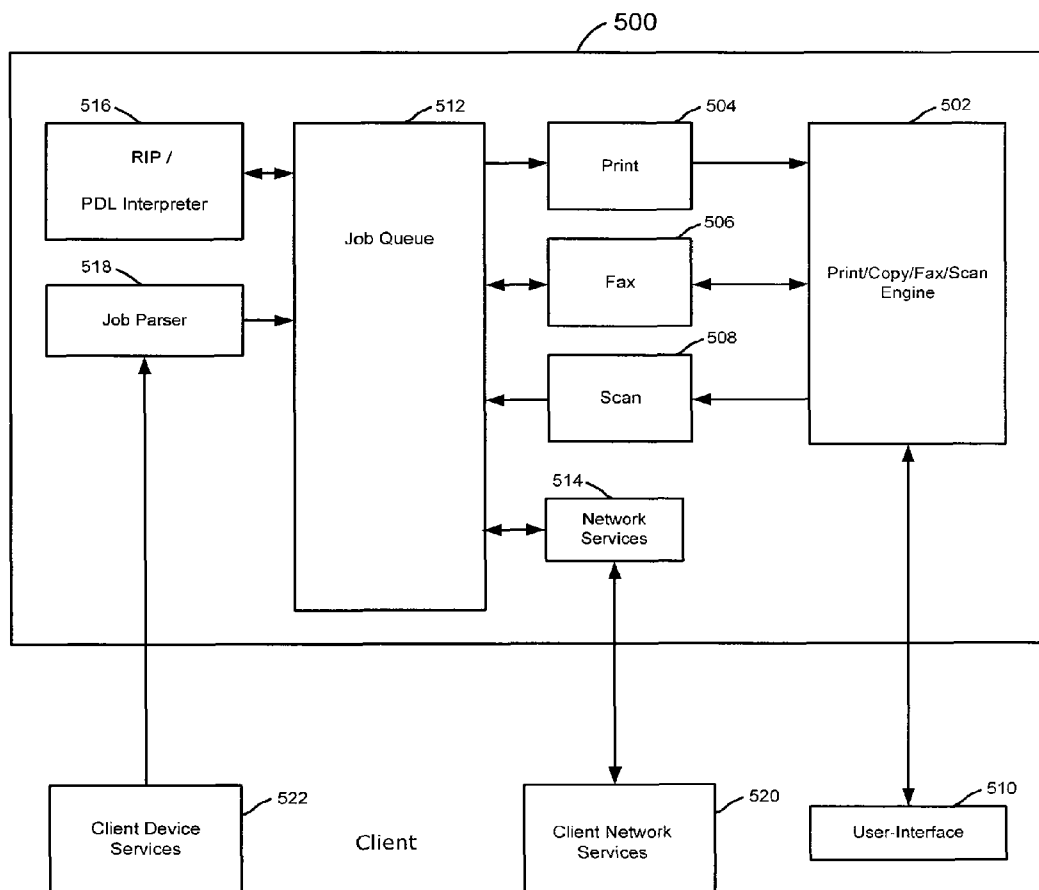 500
516
512
504
502
RIP /
PDL Interpreter
Job Queue
Print
Print/Copy/Fax/Scan
Engine
506
Fax
518
Job Parser
508
Scan
514
Network
Services
522
Client Device
Services
Client
520
Client Network
Services
510
User-Interface